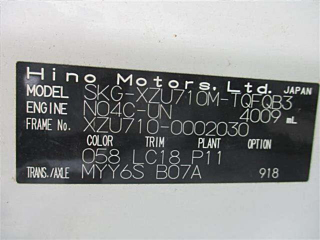 Hino Motors, Ltd. JAPAN
MODEL SKG-XZU710M-TQFQB3
ENGINE N04C-UN 4009 mL
FRAME No. XZU710-0002030
COLOR TRIM PLANT OPTION
058 LC18 P11
TRANS./AXLE MYY6S B07A 918